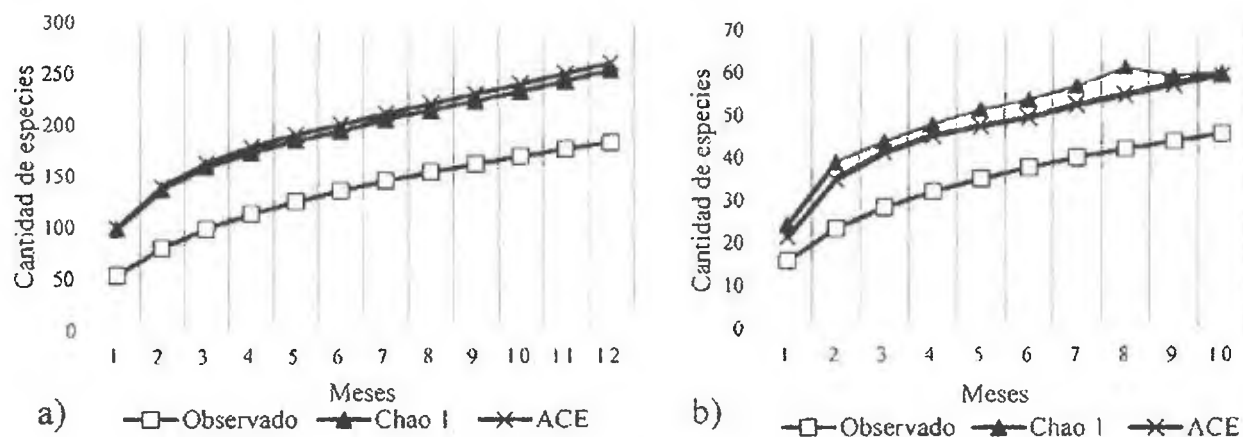 300
250
200
150
100
50
0
Cantidad de especies
1 2 3 4 5 6 7 8 9 10 11 12
Meses
a)
Observado Chao 1 ACE
70
60
50
40
30
20
10
0
Cantidad de especies
1 2 3 4 5 6 7 8 9 10
Meses
b)
Observado Chao 1 ACE